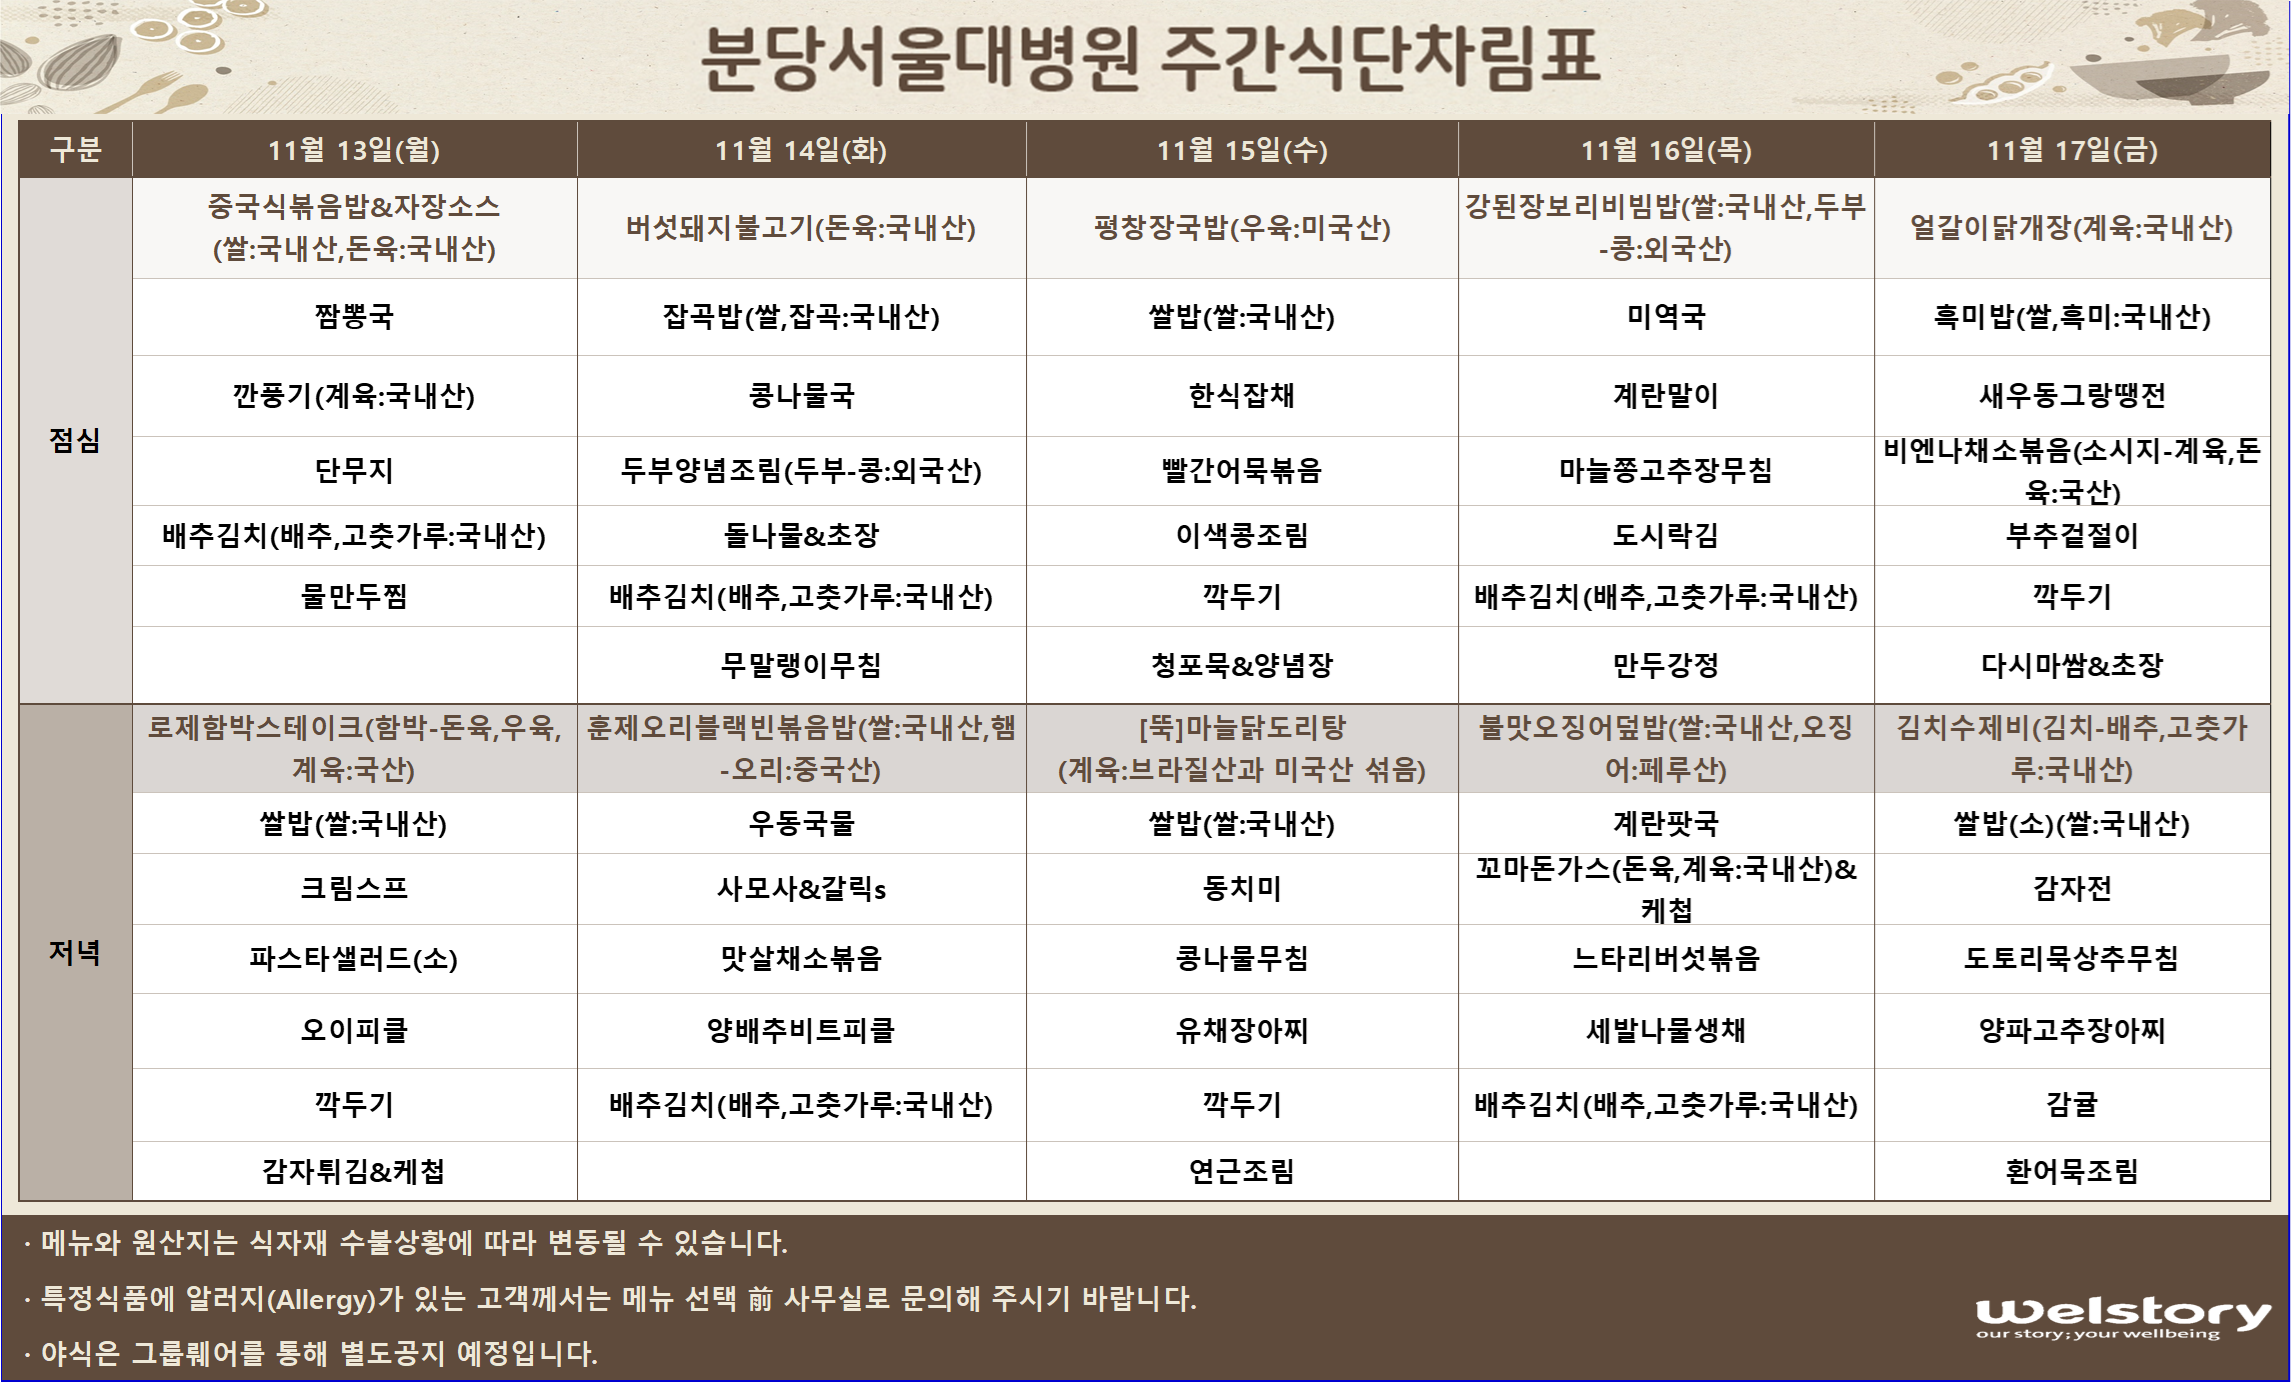 분당서울대병원 주간식단차림표
구분 11월 13일(월) 11월 14일(화) 11월 15일(수) 11월 16일(목) 11월 17일(금)
점심
중국식볶음밥&자장소스
(쌀:국내산,돈육:국내산)
버섯돼지불고기(돈육:국내산)
평창장국밥(우육:미국산)
강된장보리비빔밥(쌀:국내산,두부
-콩:외국산)
얼갈이닭개장(계육:국내산)
짬뽕국 잡곡밥(쌀,잡곡:국내산) 쌀밥(쌀:국내산) 미역국 흑미밥(쌀,흑미:국내산)
깐풍기(계육:국내산) 콩나물국 한식잡채 계란말이 새우동그랑땡전
단무지 두부양념조림(두부-콩:외국산) 빨간어묵볶음 마늘쫑고추장무침
비엔나채소볶음(소시지-계육,돈
육:국산)
배추김치(배추,고춧가루:국내산) 돌나물&초장 이색콩조림 도시락김 부추겉절이
물만두찜 배추김치(배추,고춧가루:국내산) 깍두기 배추김치(배추,고춧가루:국내산) 깍두기
무말랭이무침 청포묵&양념장 만두강정 다시마쌈&초장
저녁
로제함박스테이크(함박-돈육,우육,
계육:국산)
훈제오리블랙빈볶음밥(쌀:국내산,햄
-오리:중국산)
[뚝]마늘닭도리탕
(계육:브라질산과 미국산 섞음)
불맛오징어덮밥(쌀:국내산,오징
어:페루산)
김치수제비(김치-배추,고춧가
루:국내산)
쌀밥(쌀:국내산) 우동국물 쌀밥(쌀:국내산) 계란팟국 쌀밥(소)(쌀:국내산)
크림스프 사모사&갈릭s 동치미
꼬마돈가스(돈육,계육:국내산)&
케첩
감자전
파스타샐러드(소) 맛살채소볶음 콩나물무침 느타리버섯볶음 도토리묵상추무침
오이피클 양배추비트피클 유채장아찌 세발나물생채 양파고추장아찌
깍두기 배추김치(배추,고춧가루:국내산) 깍두기 배추김치(배추,고춧가루:국내산) 감귤
감자튀김&케첩 연근조림 환어묵조림
· 메뉴와 원산지는 식자재 수불상황에 따라 변동될 수 있습니다.
· 특정식품에 알러지(Allergy)가 있는 고객께서는 메뉴 선택 前 사무실로 문의해 주시기 바랍니다.
· 야식은 그룹웨어를 통해 별도공지 예정입니다.
welstory
our story; your wellbeing